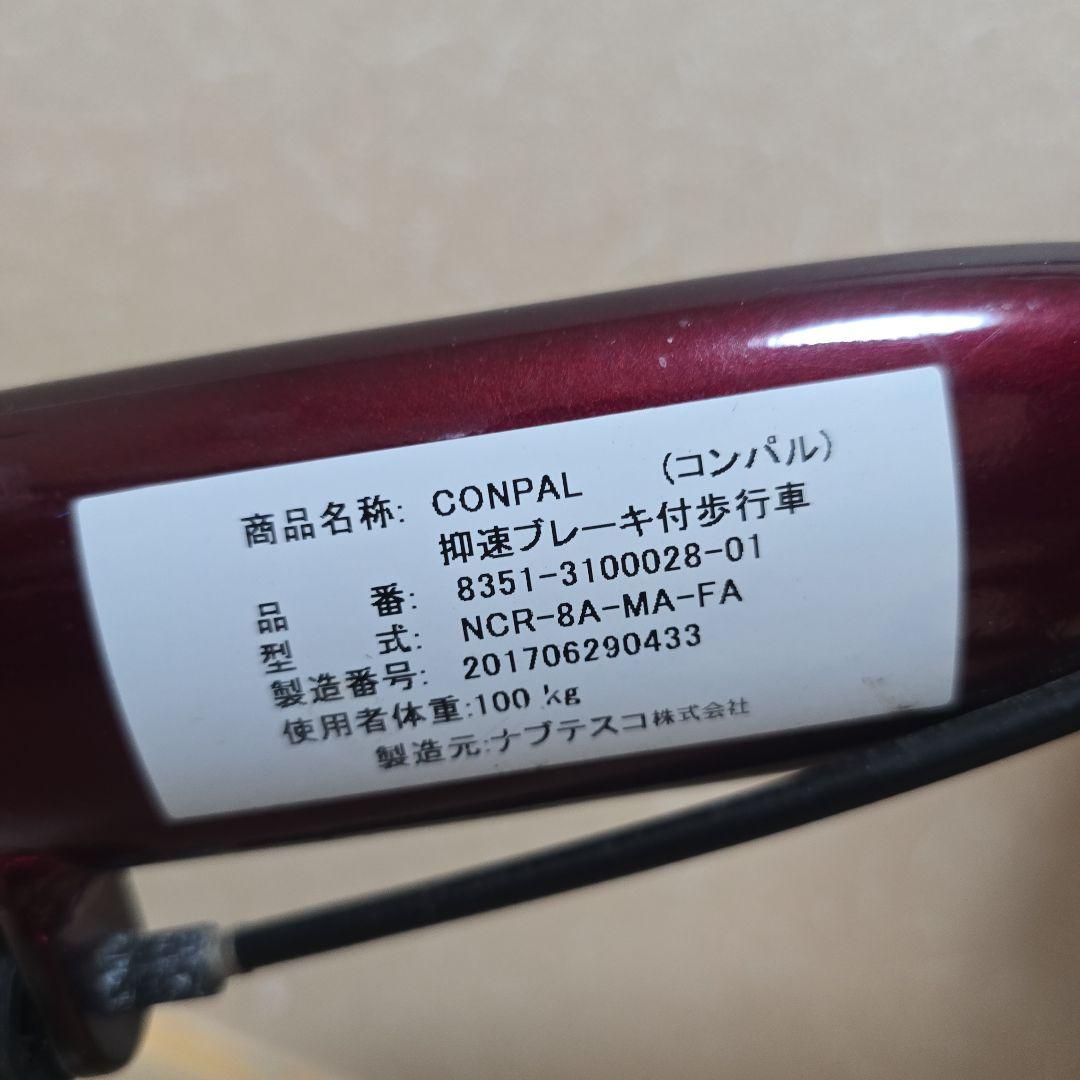 商品名称: CONPAL (コンパル)
抑速ブレーキ付歩行車
品番: 8351-3100028-01
型式: NCR-8A-MA-FA
製造番号: 201706290433
使用者体重:100 kg
製造元:ナブテスコ株式会社